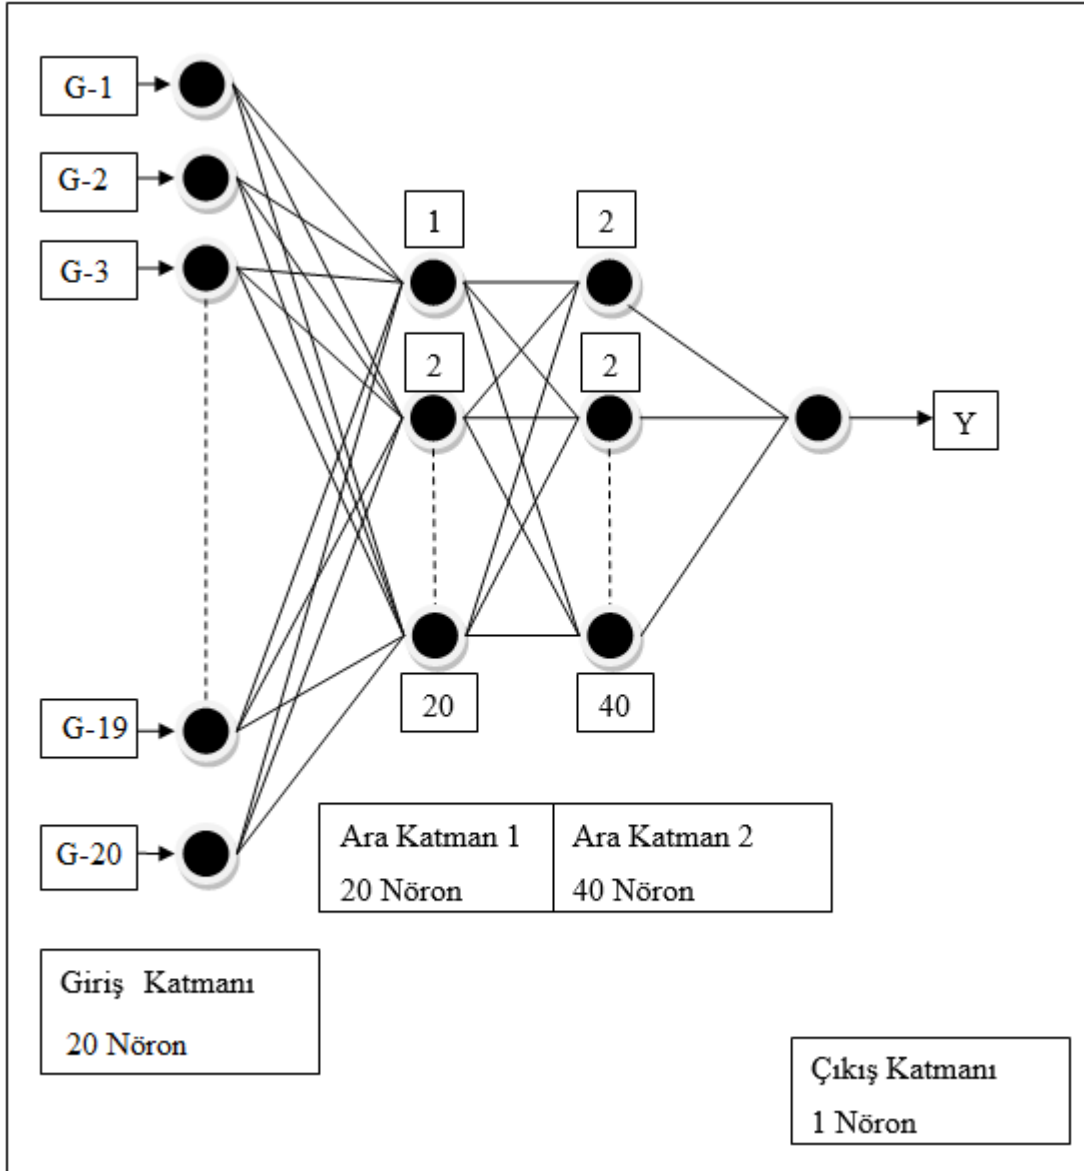 G-1
G-2
G-3
G-19
G-20
1
2
2
2
20
40
Y
Ara Katman 1
20 Nöron
Ara Katman 2
40 Nöron
Giriş Katmanı
20 Nöron
Çıkış Katmanı
1 Nöron